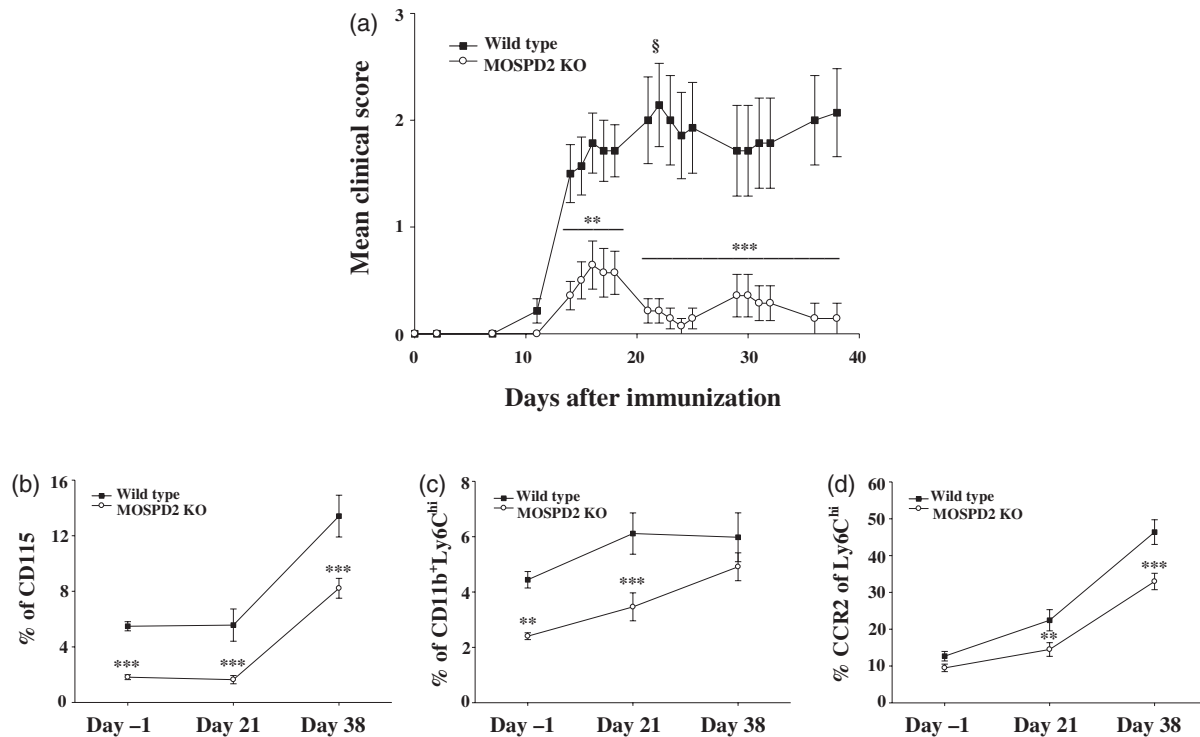 (a)
3
2
1
0
Mean clinical score
Wild type
MOSPD2 KO
§
**
***
0 10 20 30 40
Days after immunization
(b)
16
12
8
4
0
% of CD115
Wild type
MOSPD2 KO
***
***
***
Day –1 Day 21 Day 38
(c)
8
6
4
2
0
% of CD11b+Ly6Chi
Wild type
MOSPD2 KO
**
***
Day –1 Day 21 Day 38
(d)
60
50
40
30
20
10
0
% CCR2 of Ly6Chi
Wild type
MOSPD2 KO
**
***
Day –1 Day 21 Day 38